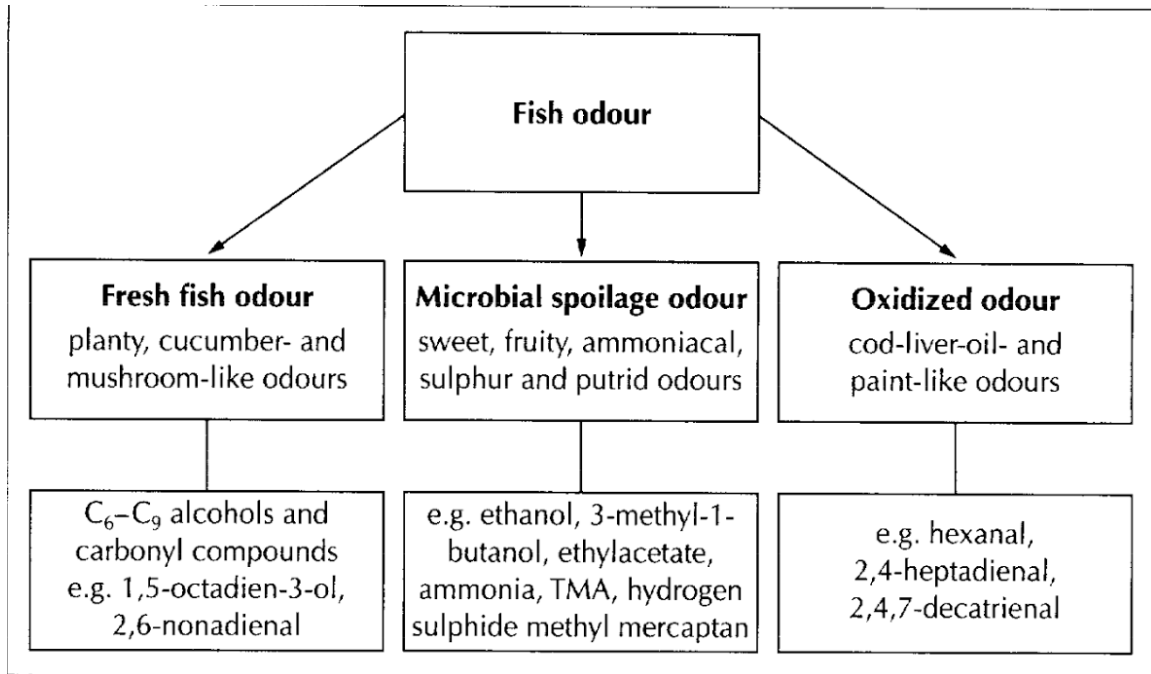 Fish odour
Fresh fish odour
planty, cucumber- and
mushroom-like odours
Microbial spoilage odour
sweet, fruity, ammoniacal,
sulphur and putrid odours
Oxidized odour
cod-liver-oil- and
paint-like odours
C₆–C₉ alcohols and
carbonyl compounds
e.g. 1,5-octadien-3-ol,
2,6-nonadienal
e.g. ethanol, 3-methyl-1-
butanol, ethylacetate,
ammonia, TMA, hydrogen
sulphide methyl mercaptan
e.g. hexanal,
2,4-heptadienal,
2,4,7-decatrienal